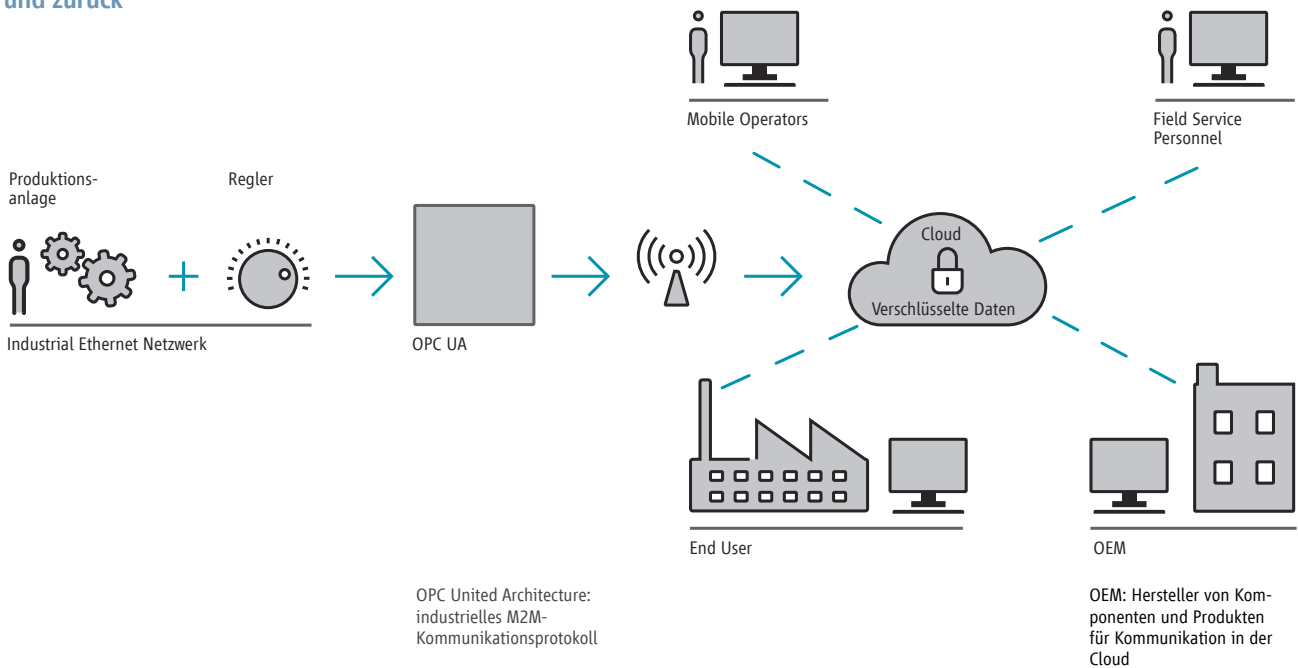 und zurück
Mobile Operators
Field Service
Personnel
Produktions-
anlage
Regler
Cloud
Verschlüsselte Daten
Industrial Ethernet Netzwerk
OPC UA
End User
OEM
OPC United Architecture:
industrielles M2M-
Kommunikationsprotokoll
OEM: Hersteller von Kom-
ponenten und Produkten
für Kommunikation in der
Cloud